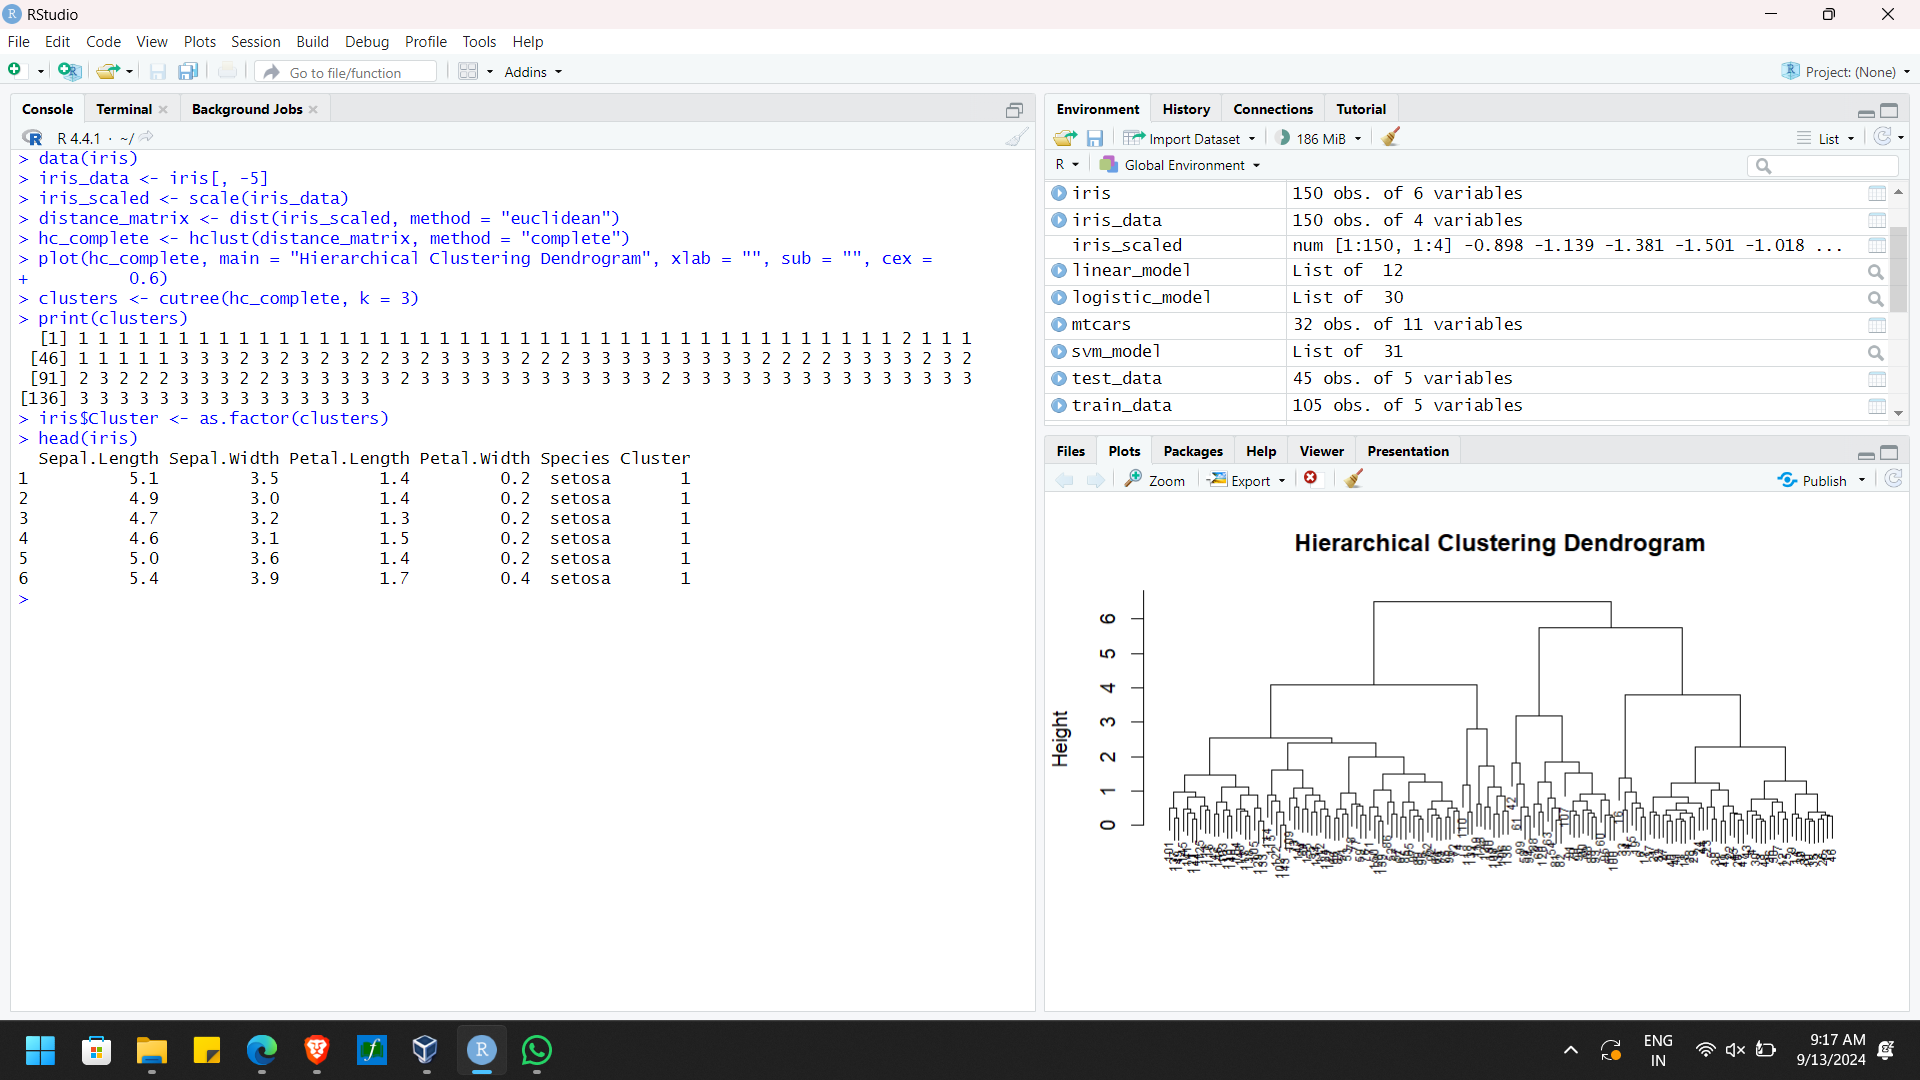 RStudio
File Edit Code View Plots Session Build Debug Profile Tools Help
Go to file/function Addins Project: (None)
Console Terminal Background Jobs
R 4.4.1 · ~/
> data(iris)
> iris_data <- iris[, -5]
> iris_scaled <- scale(iris_data)
> distance_matrix <- dist(iris_scaled, method = "euclidean")
> hc_complete <- hclust(distance_matrix, method = "complete")
> plot(hc_complete, main = "Hierarchical Clustering Dendrogram", xlab = "", sub = "", cex =
+ 0.6)
> clusters <- cutree(hc_complete, k = 3)
> print(clusters)
[1] 1 1 1 1 1 1 1 1 1 1 1 1 1 1 1 1 1 1 1 1 1 1 1 1 1 1 1 1 1 1 1 1 1 1 1 1 1 1 1 1 1 2 1 1 1
[46] 1 1 1 1 1 3 3 3 2 3 2 3 2 3 2 2 3 2 3 3 3 3 2 2 2 3 3 3 3 3 3 3 3 3 2 2 2 2 3 3 3 3 2 3 2
[91] 2 3 2 2 2 3 3 3 2 2 3 3 3 3 3 3 2 3 3 3 3 3 3 3 3 3 3 3 3 2 3 3 3 3 3 3 3 3 3 3 3 3 3 3 3
[136] 3 3 3 3 3 3 3 3 3 3 3 3 3 3 3
> iris$Cluster <- as.factor(clusters)
> head(iris)
Sepal.Length Sepal.Width Petal.Length Petal.Width Species Cluster
1 5.1 3.5 1.4 0.2 setosa 1
2 4.9 3.0 1.4 0.2 setosa 1
3 4.7 3.2 1.3 0.2 setosa 1
4 4.6 3.1 1.5 0.2 setosa 1
5 5.0 3.6 1.4 0.2 setosa 1
6 5.4 3.9 1.7 0.4 setosa 1
>
Environment History Connections Tutorial
Import Dataset 186 MiB List
R Global Environment
iris 150 obs. of 6 variables
iris_data 150 obs. of 4 variables
iris_scaled num [1:150, 1:4] -0.898 -1.139 -1.381 -1.501 -1.018 ...
linear_model List of 12
logistic_model List of 30
mtcars 32 obs. of 11 variables
svm_model List of 31
test_data 45 obs. of 5 variables
train_data 105 obs. of 5 variables
Files Plots Packages Help Viewer Presentation
Zoom Export Publish
Hierarchical Clustering Dendrogram
Height
6
5
4
3
2
1
0
42
107
16
110
61
ENG
IN
9:17 AM
9/13/2024